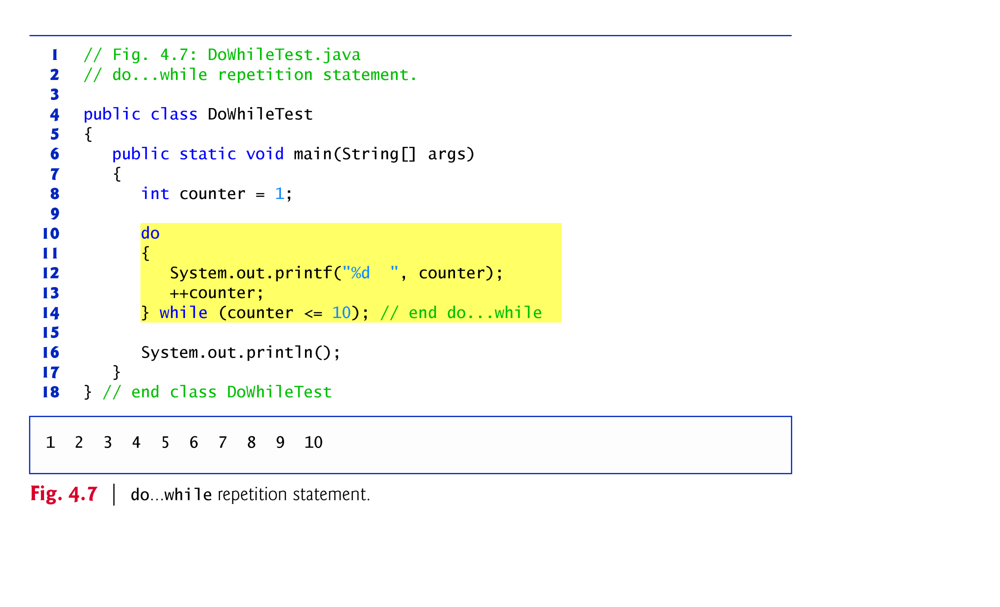 1 // Fig. 4.7: DoWhileTest.java
2 // do...while repetition statement.
3
4 public class DoWhileTest
5 {
6    public static void main(String[] args)
7    {
8       int counter = 1;
9
10       do
11       {
12          System.out.printf("%d  ", counter);
13          ++counter;
14       } while (counter <= 10); // end do...while
15
16       System.out.println();
17    }
18 } // end class DoWhileTest
1  2  3  4  5  6  7  8  9  10
Fig. 4.7 | do...while repetition statement.